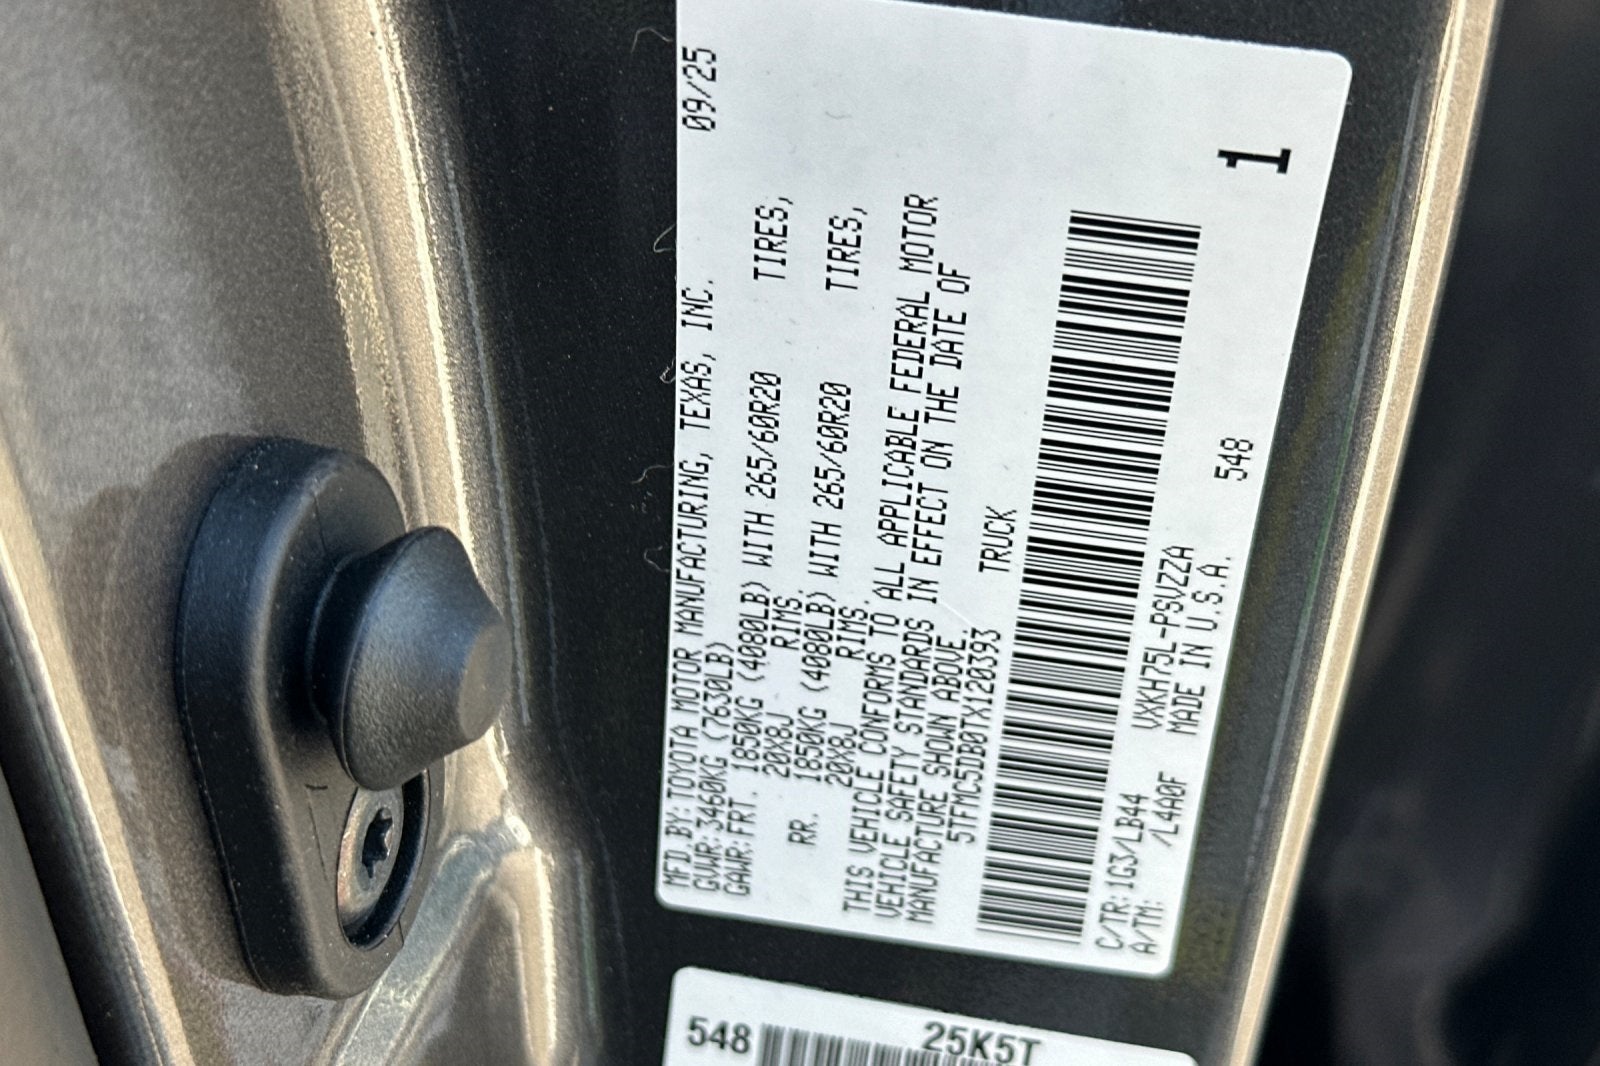 MFD.BY: TOYOTA MOTOR MANUFACTURING, TEXAS, INC. 09/25
GVWR: 3460KG (7630LB)
GAWR: FRT. 1850KG (4080LB) WITH 265/60R20 TIRES,
20X8J RIMS.
RR. 1850KG (4080LB) WITH 265/60R20 TIRES,
20X8J RIMS.
THIS VEHICLE CONFORMS TO ALL APPLICABLE FEDERAL MOTOR
VEHICLE SAFETY STANDARDS IN EFFECT ON THE DATE OF
MANUFACTURE SHOWN ABOVE.
5TFMC5DB0TX120393 TRUCK
C/TR: 1G3/LB44 VXKH75L-PSVZZA 548 1
A/TM: /L4A0F MADE IN U.S.A.
548 25K5T